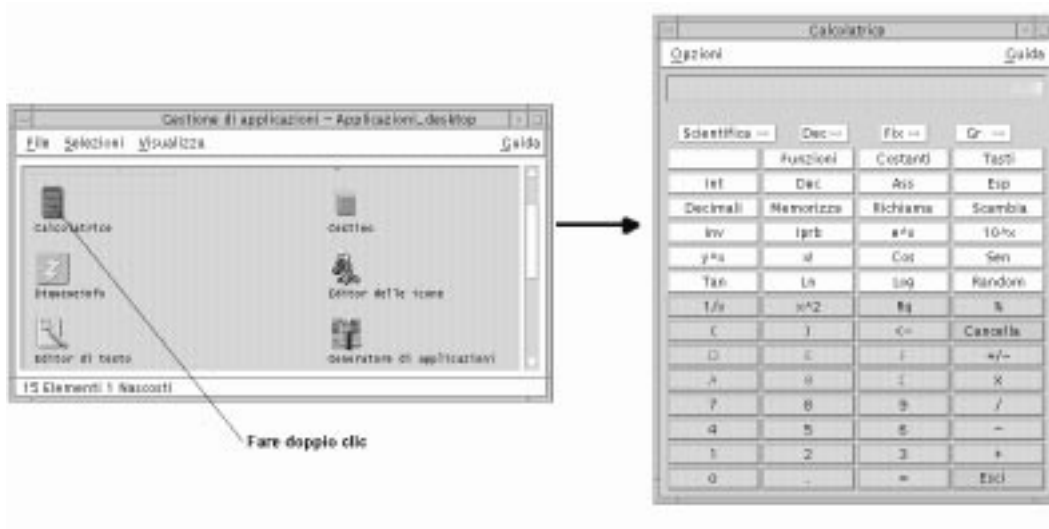 Gestione di applicazioni - Applicazioni_desktop
File Selezioni Visualizza Guida
Calcolatrice
Cestino
Editor delle icone
Editor di testo
Generatore di applicazioni
15 Elementi 1 Nascosti
Fare doppio clic
Calcolatrice
Opzioni Guida
Scientifica Dec Fix Gr
Funzioni Costanti Tasti
Int Dec Ass Esp
Decimali Memorizza Richiama Scambia
Inv Iprb e^x 10^x
y^x x! Cos Sen
Tan Ln Log Random
1/x x^2 Rq %
( ) <- Cancella
D E F +/-
A B C X
7 8 9 /
4 5 6 -
1 2 3 +
0 . = Esci